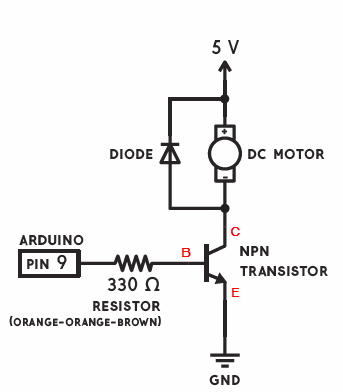 5 V
+
DIODE
DC MOTOR
-
C
ARDUINO
PIN 9
B
NPN
TRANSISTOR
330 Ω
E
RESISTOR
(ORANGE-ORANGE-BROWN)
GND